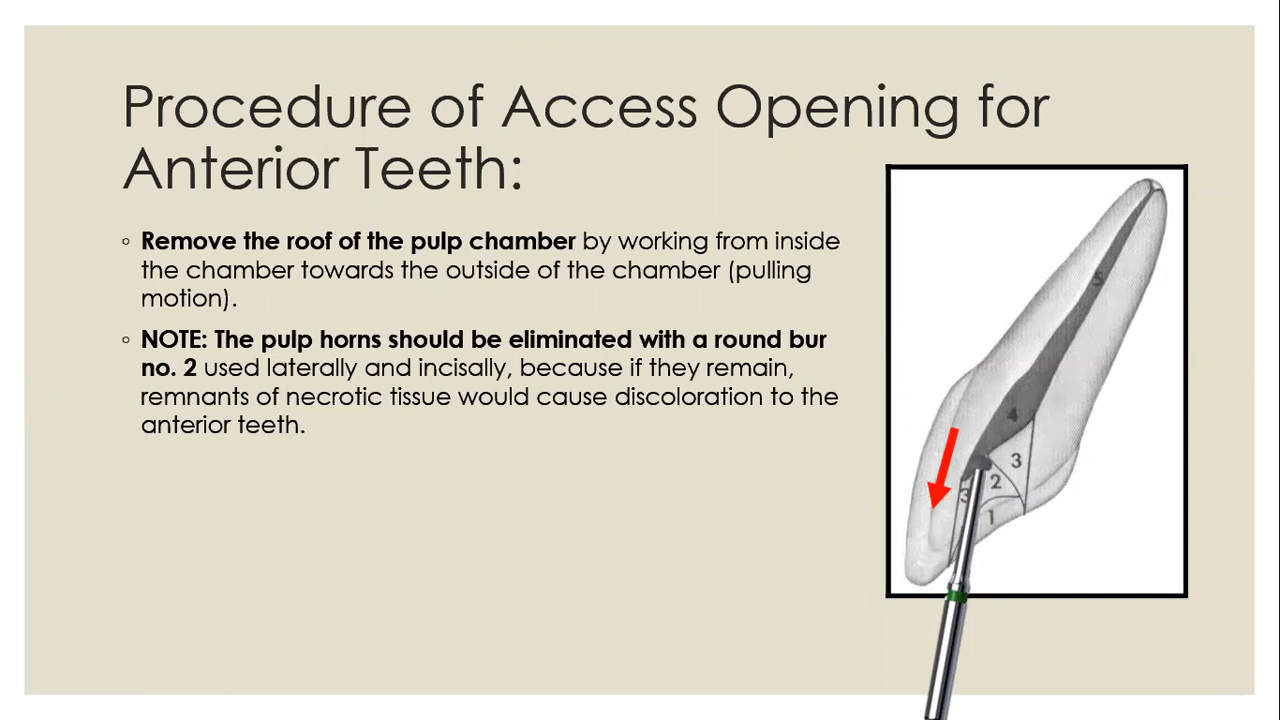 Procedure of Access Opening for
Anterior Teeth:
◦ Remove the roof of the pulp chamber by working from inside
the chamber towards the outside of the chamber (pulling
motion).
◦ NOTE: The pulp horns should be eliminated with a round bur
no. 2 used laterally and incisally, because if they remain,
remnants of necrotic tissue would cause discoloration to the
anterior teeth.
5
4
3
2
3
1